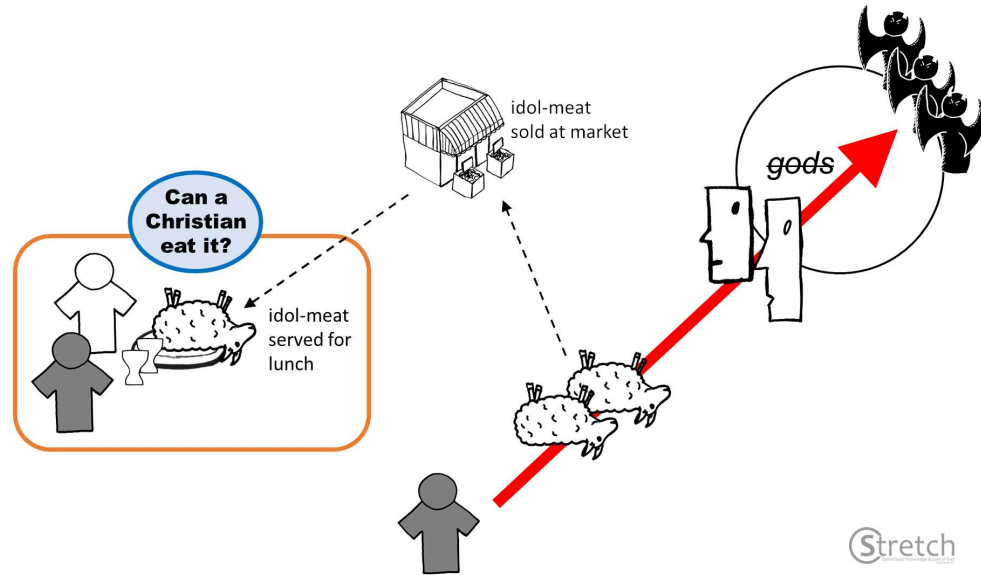 idol-meat
sold at market
gods
Can a
Christian
eat it?
idol-meat
served for
lunch
Stretch